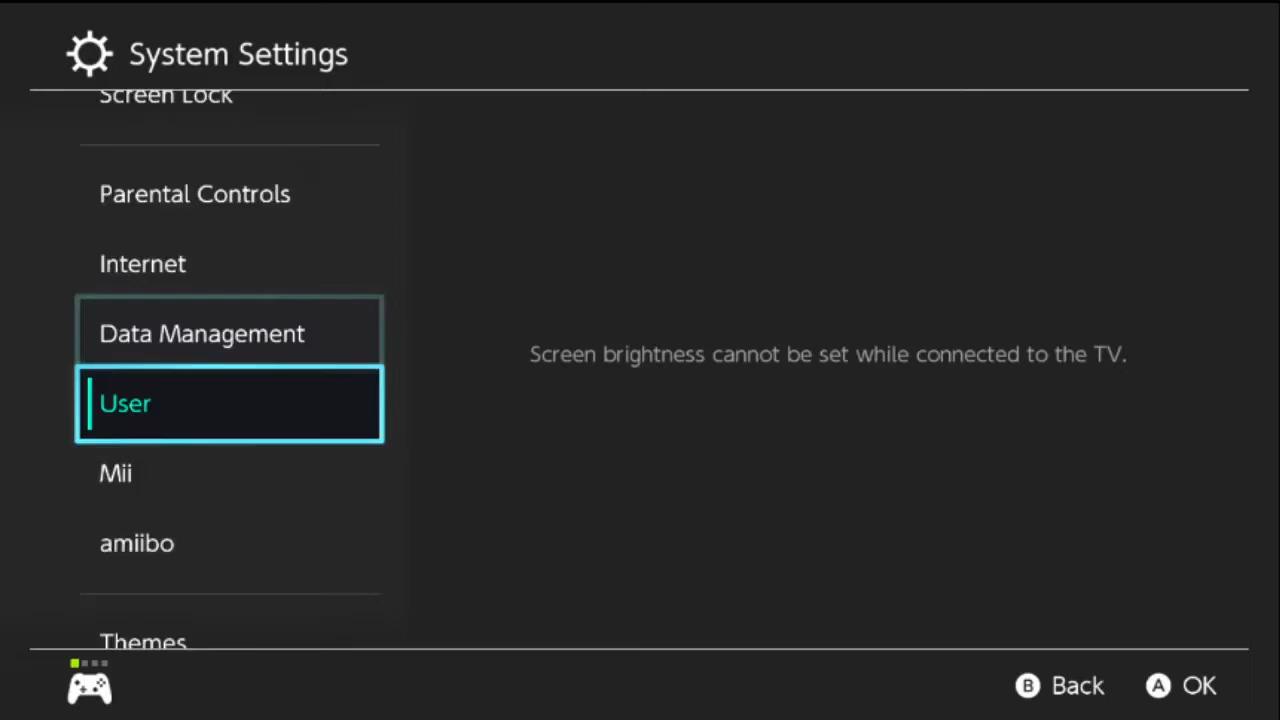 System Settings
Screen Lock
Parental Controls
Internet
Data Management
Screen brightness cannot be set while connected to the TV.
User
Mii
amiibo
Themes
B Back A OK